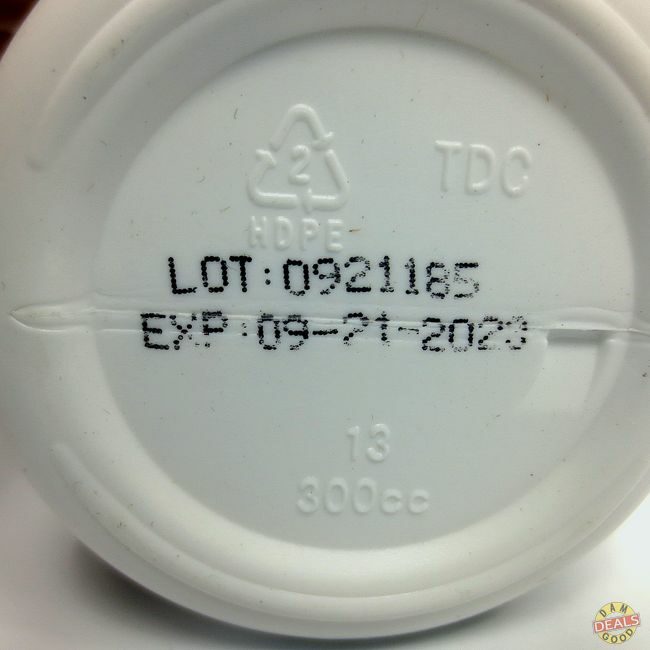 2
TDC
HDPE
LOT:0921185
EXP:09-21-2023
13
300cc
DAM
DEALS
GOOD